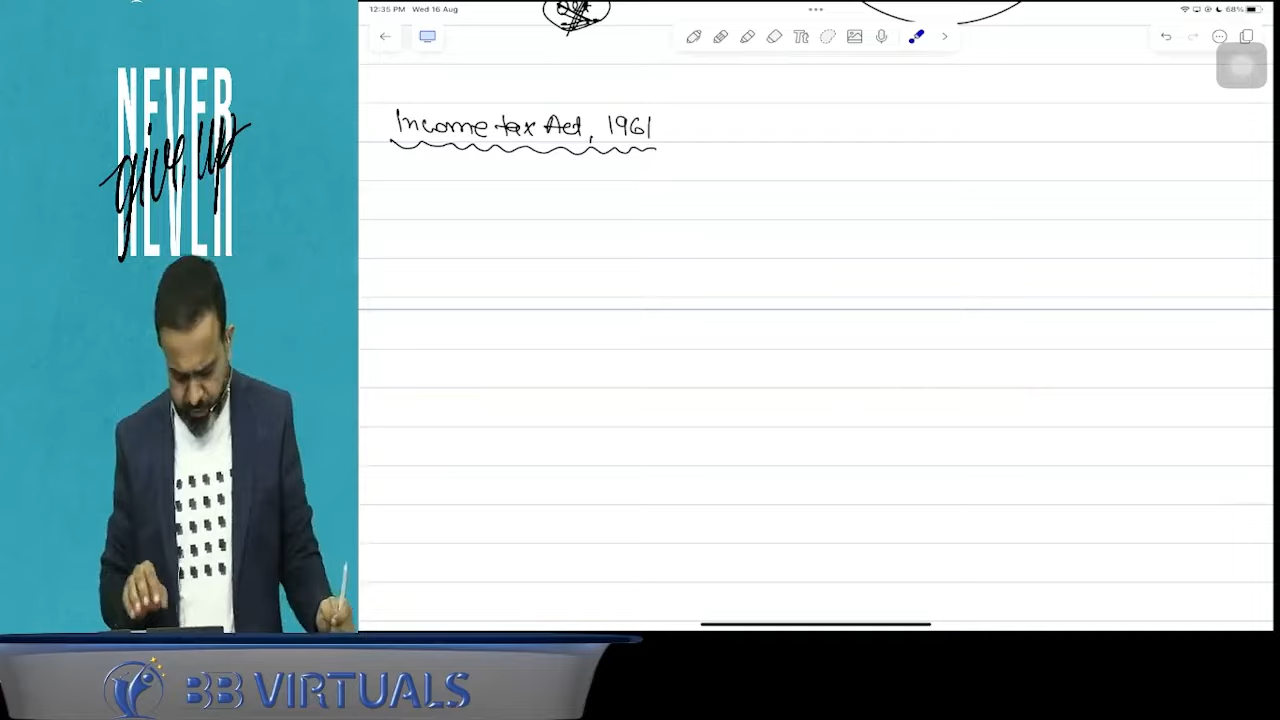 12:35 PM Wed 16 Aug
68%
NEVER
give up
NEVER
Income tax Act, 1961
BB VIRTUALS